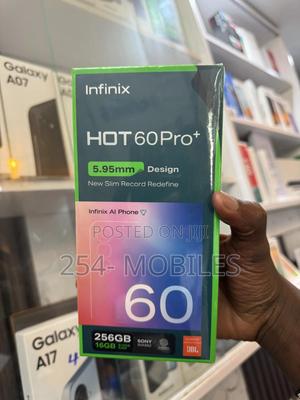 Galaxy
A07
Infinix
HOT 60 Pro+
5.95mm Design
New Slim Record Redefine
Infinix AI Phone
POSTED ON JIJI
254- MOBILES
60
Galaxy
A17
256GB
16GB
SONY
JBL